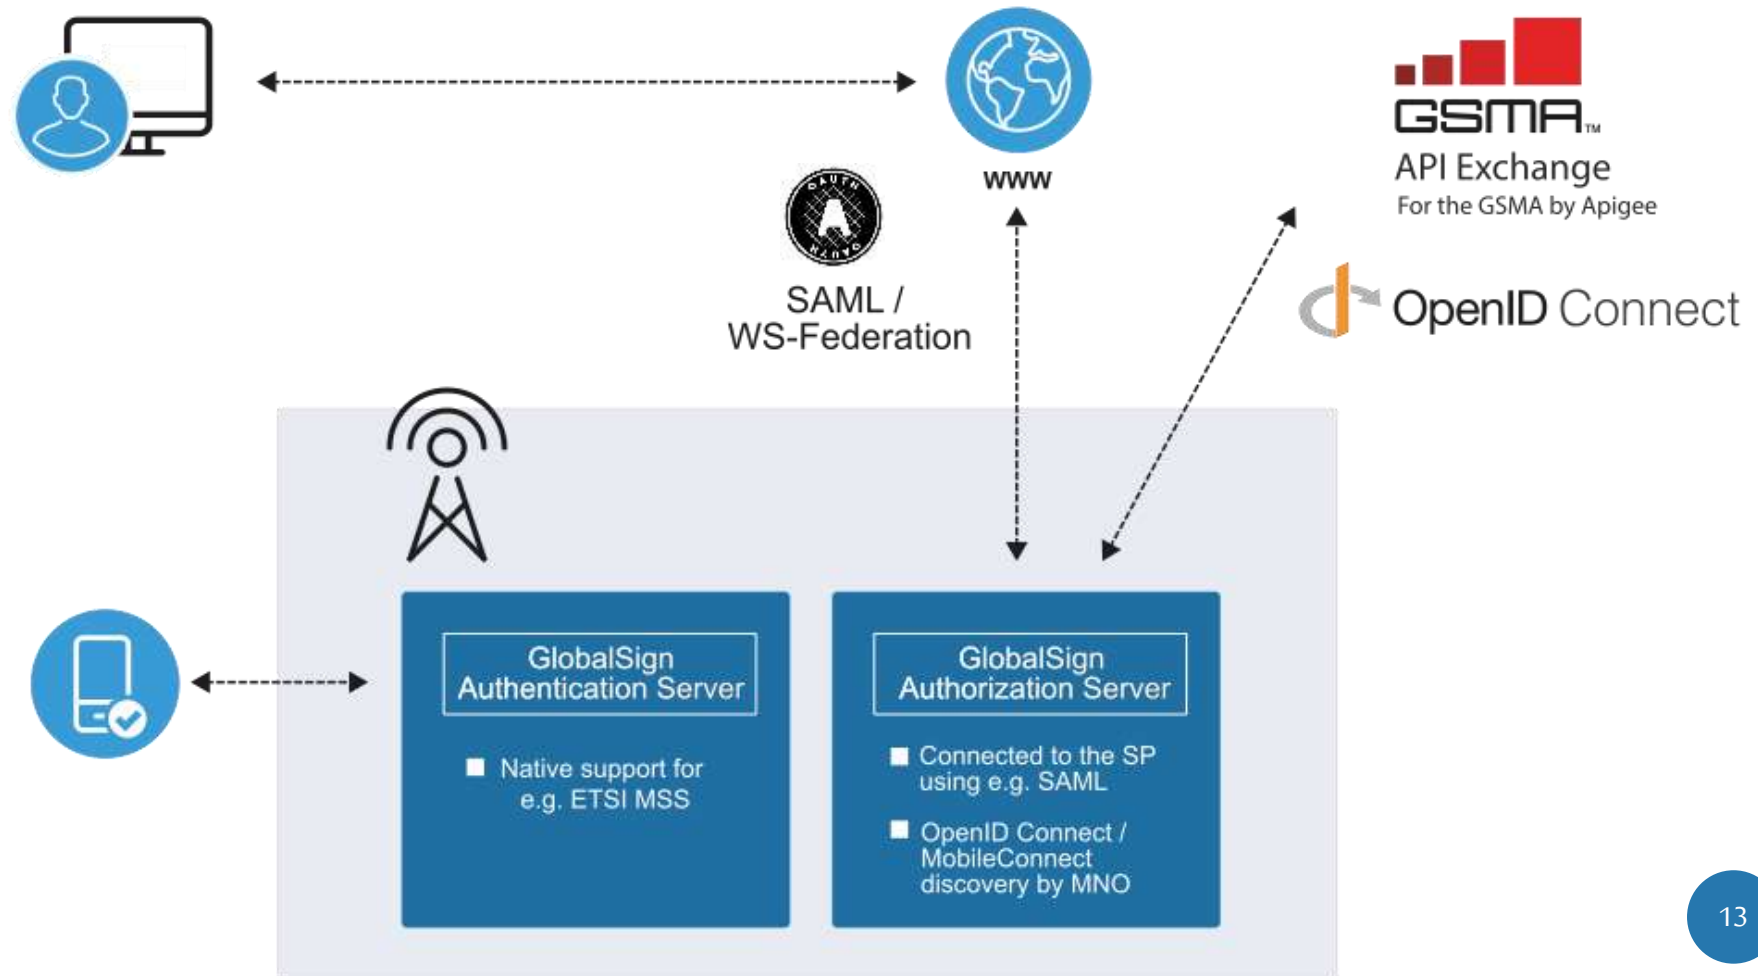 www
GSMA™
API Exchange
For the GSMA by Apigee
OAUTH
A
OAUTH
SAML /
WS-Federation
OpenID Connect
GlobalSign
Authentication Server
Native support for
e.g. ETSI MSS
GlobalSign
Authorization Server
Connected to the SP
using e.g. SAML
OpenID Connect /
MobileConnect
discovery by MNO
13